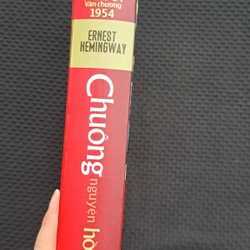 Văn chương
1954
ERNEST
HEMINGWAY
Chuông
nguyện